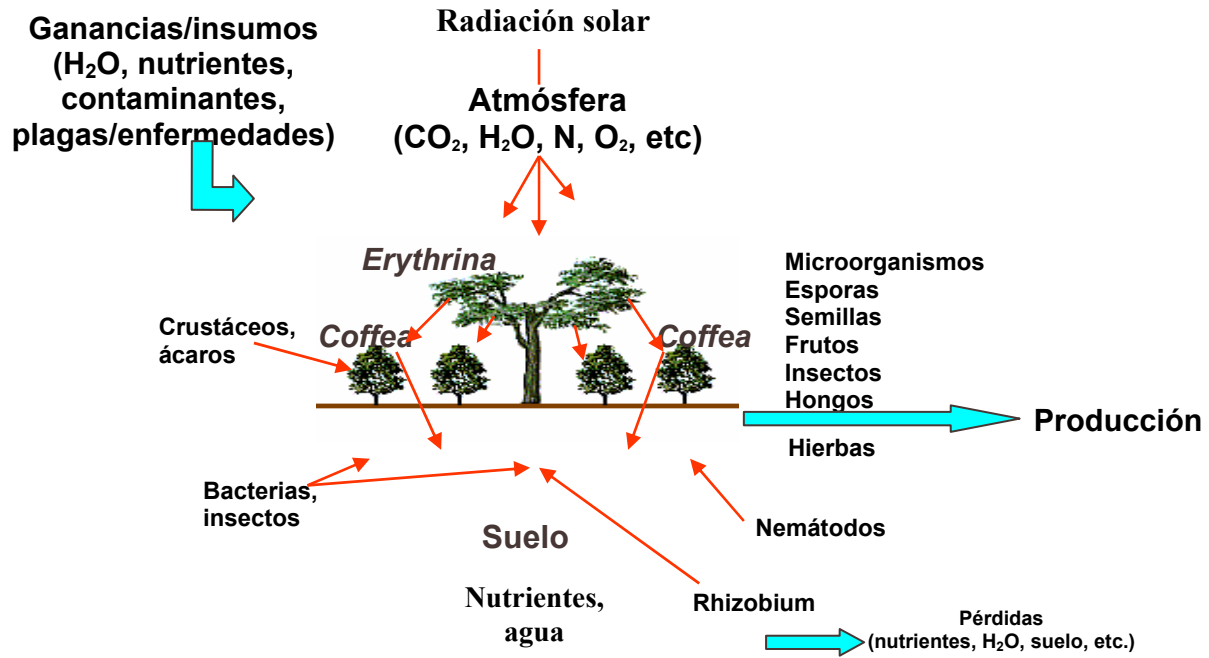 Ganancias/insumos
(H₂O, nutrientes,
contaminantes,
plagas/enfermedades)
Radiación solar
Atmósfera
(CO₂, H₂O, N, O₂, etc)
Erythrina
Coffea
Coffea
Crustáceos,
ácaros
Microorganismos
Esporas
Semillas
Frutos
Insectos
Hongos
Hierbas
Producción
Bacterias,
insectos
Nemátodos
Suelo
Nutrientes,
agua
Rhizobium
Pérdidas
(nutrientes, H₂O, suelo, etc.)